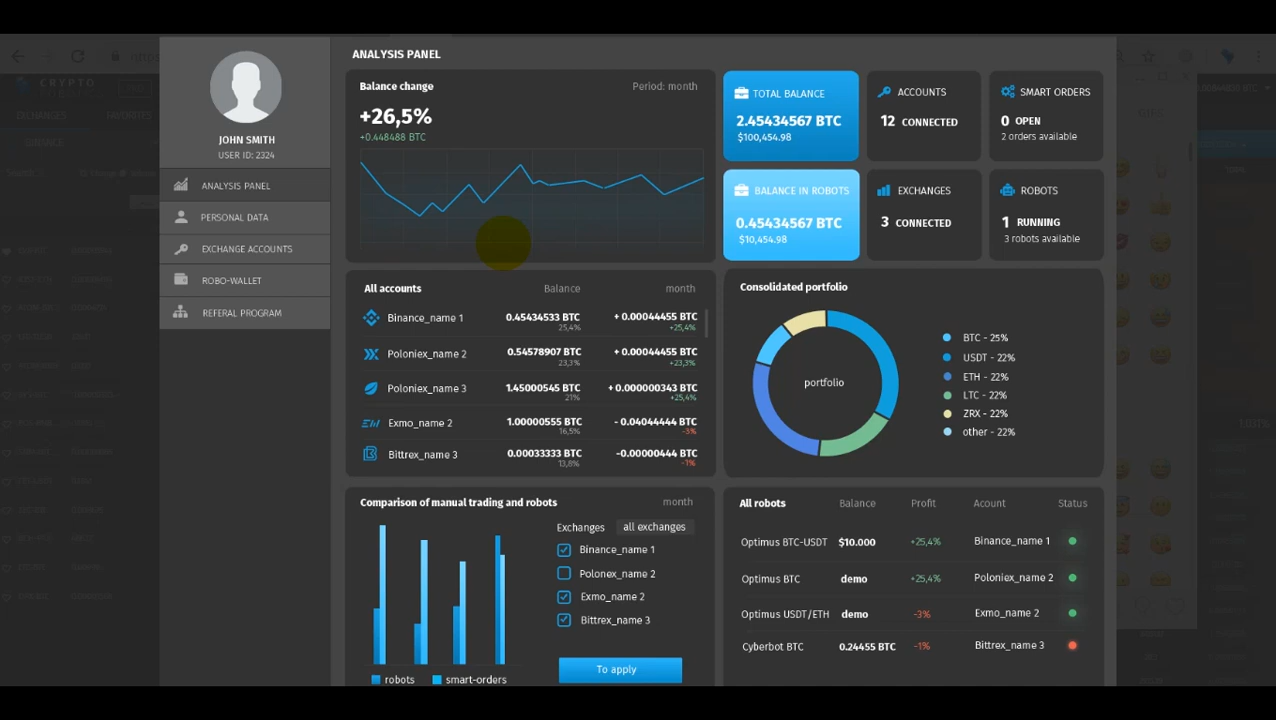 CRYPTO
EXCHANGES
FAVORITES
BALANCE
JOHN SMITH
USER ID: 2324
ANALYSIS PANEL
PERSONAL DATA
EXCHANGE ACCOUNTS
ROBO-WALLET
REFERAL PROGRAM
ANALYSIS PANEL
Balance change
Period: month
+26,5%
+0.448488 BTC
TOTAL BALANCE
2.45434567 BTC
$100,454.98
ACCOUNTS
12 CONNECTED
SMART ORDERS
0 OPEN
2 orders available
BALANCE IN ROBOTS
0.45434567 BTC
$10,454.98
EXCHANGES
3 CONNECTED
ROBOTS
1 RUNNING
3 robots available
All accounts Balance month
Binance_name 1 0.45434533 BTC + 0.00044455 BTC
25,4% +25,4%
Poloniex_name 2 0.54578907 BTC + 0.00044455 BTC
23,3% +23,3%
Poloniex_name 3 1.45000545 BTC + 0.000000343 BTC
21% +25,4%
Exmo_name 2 1.00000555 BTC - 0.04044444 BTC
16,5% -3%
Bittrex_name 3 0.00033333 BTC -0.00000444 BTC
13,8% -1%
Consolidated portfolio
portfolio
BTC - 25%
USDT - 22%
ETH - 22%
LTC - 22%
ZRX - 22%
other - 22%
Comparison of manual trading and robots month
Exchanges all exchanges
Binance_name 1
Polonex_name 2
Exmo_name 2
Bittrex_name 3
To apply
robots smart-orders
All robots Balance Profit Acount Status
Optimus BTC-USDT $10.000 +25,4% Binance_name 1
Optimus BTC demo +25,4% Poloniex_name 2
Optimus USDT/ETH demo -3% Exmo_name 2
Cyberbot BTC 0.24455 BTC -1% Bittrex_name 3